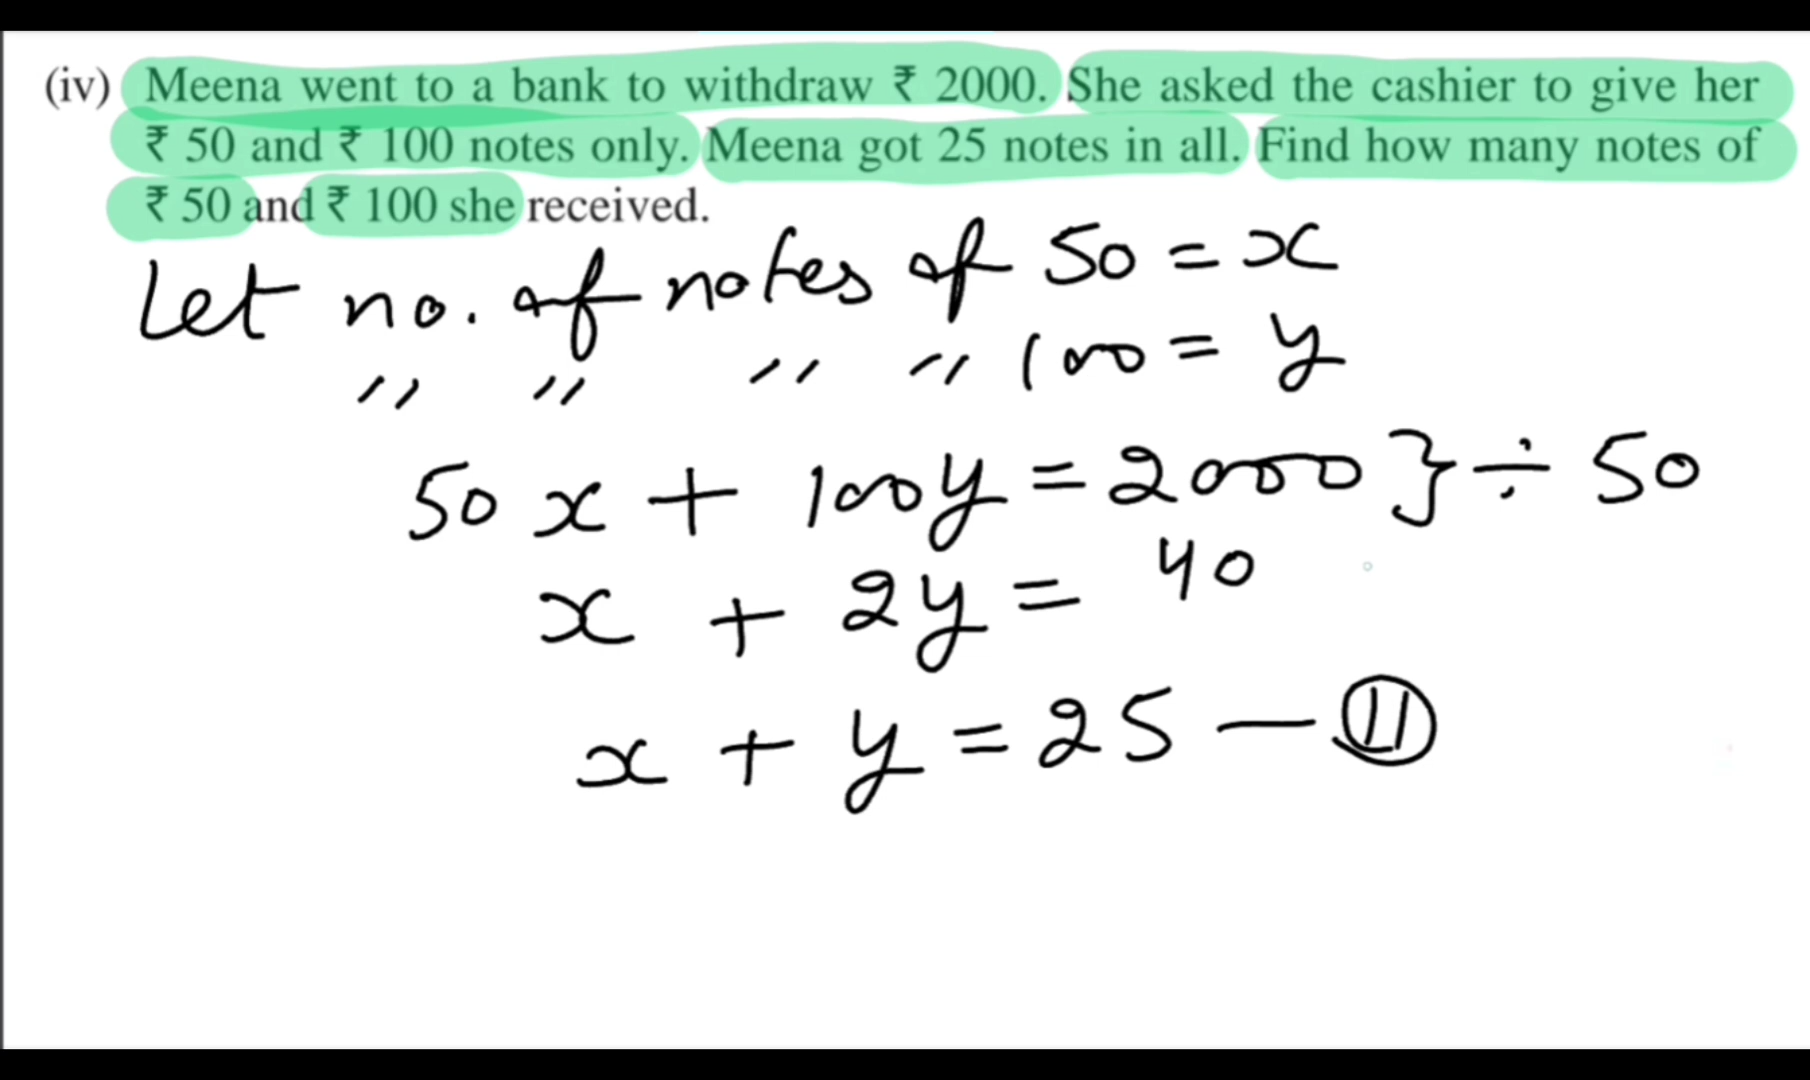 (iv) Meena went to a bank to withdraw ₹ 2000. She asked the cashier to give her
₹ 50 and ₹ 100 notes only. Meena got 25 notes in all. Find how many notes of
₹ 50 and ₹ 100 she received.
Let no. of notes of 50 = x
" " " " 100 = y
50x + 100y = 2000 } ÷ 50
x + 2y = 40
x + y = 25 — II